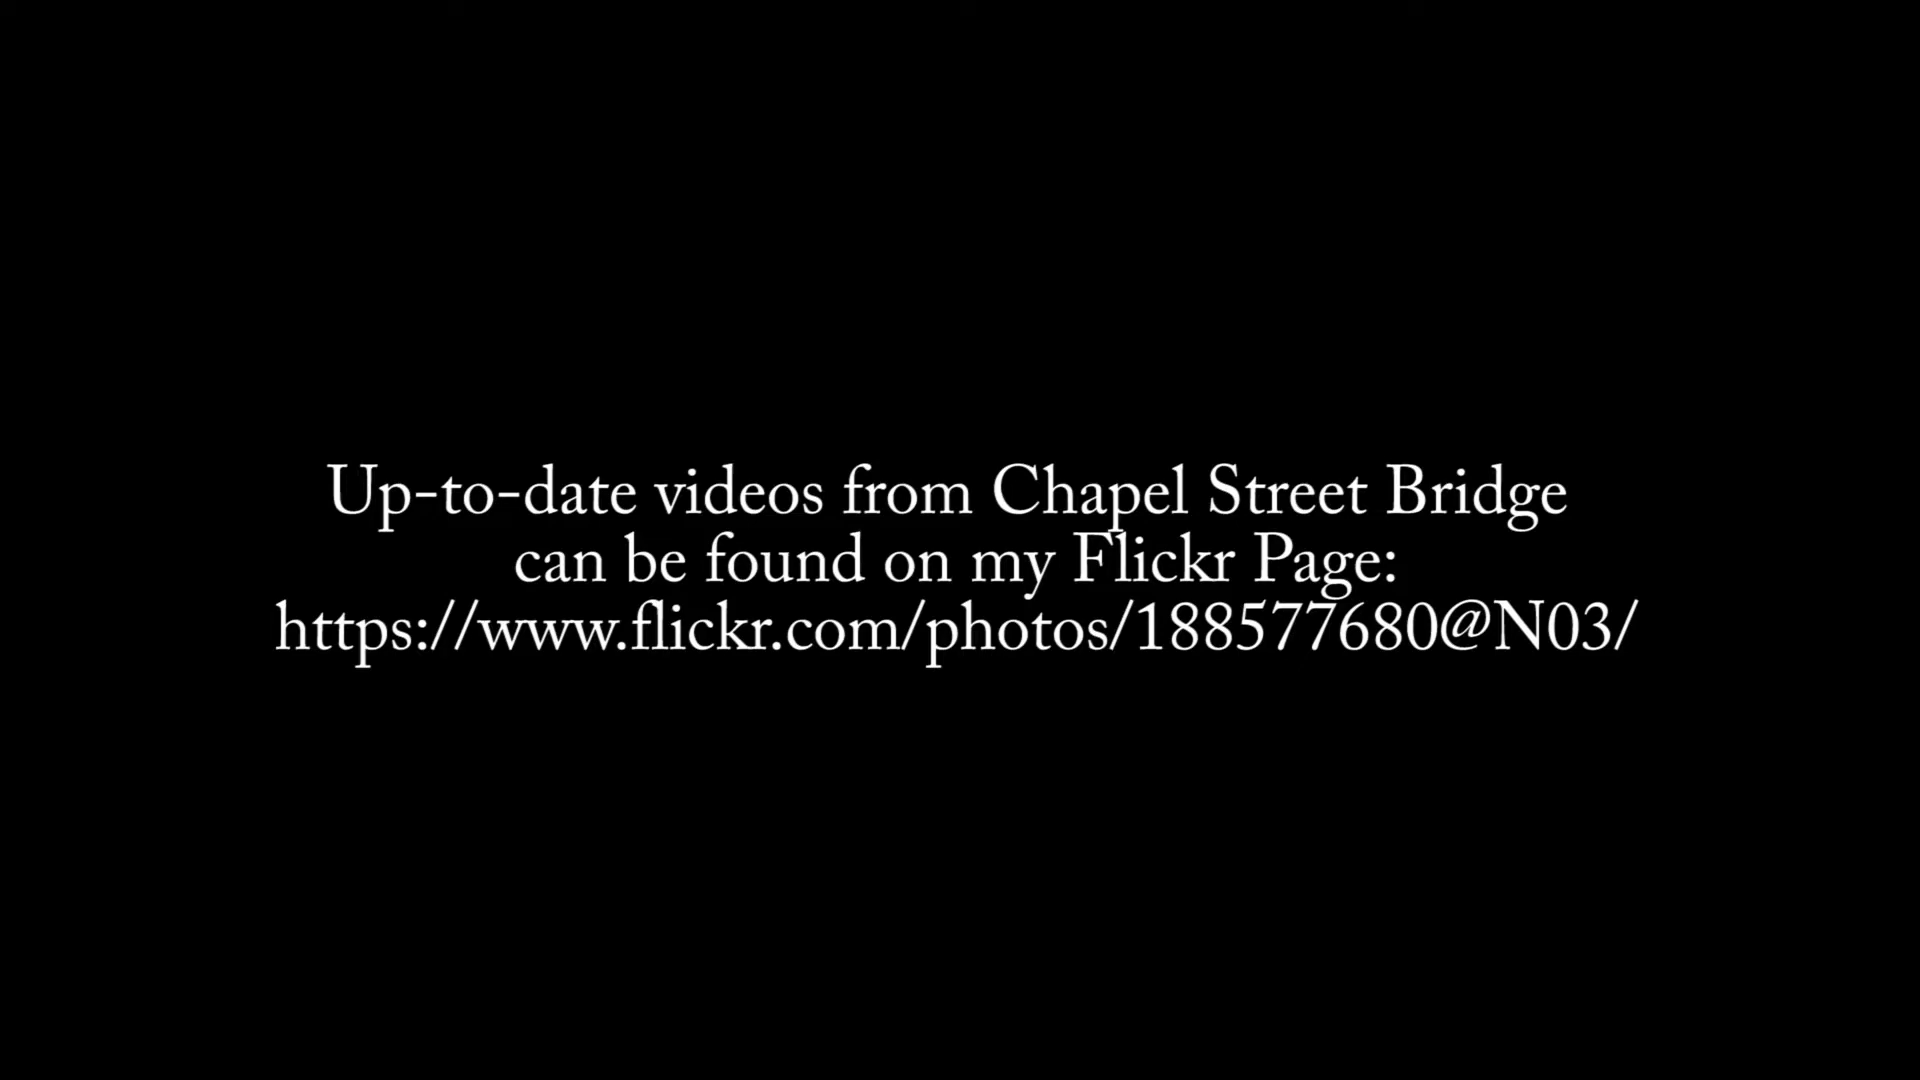 Up-to-date videos from Chapel Street Bridge
can be found on my Flickr Page:
https://www.flickr.com/photos/188577680@N03/